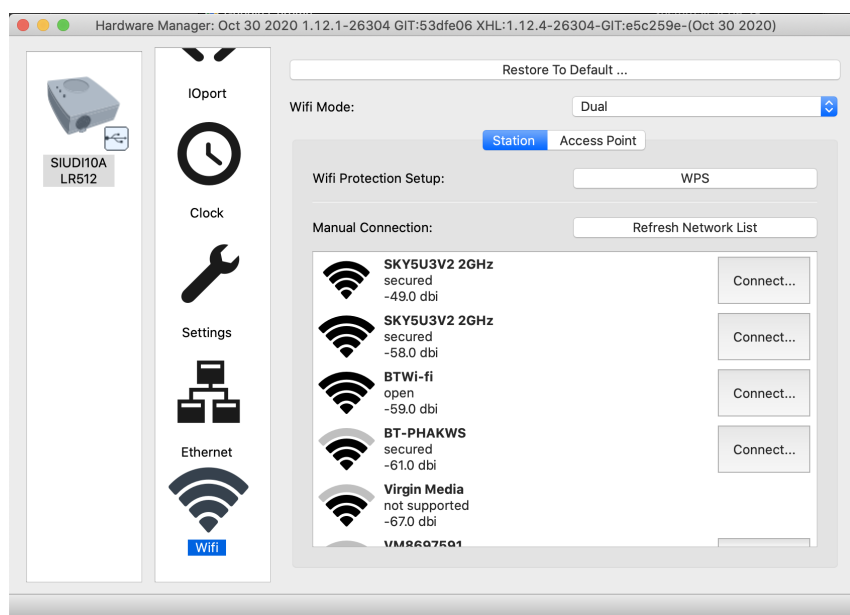 Hardware Manager: Oct 30 2020 1.12.1-26304 GIT:53dfe06 XHL:1.12.4-26304-GIT:e5c259e-(Oct 30 2020)
SIUDI10A
LR512
IOport
Clock
Settings
Ethernet
Wifi
Restore To Default ...
Wifi Mode:
Dual
Station
Access Point
Wifi Protection Setup:
WPS
Manual Connection:
Refresh Network List
SKY5U3V2 2GHz
secured
-49.0 dbi
Connect...
SKY5U3V2 2GHz
secured
-58.0 dbi
Connect...
BTWi-fi
open
-59.0 dbi
Connect...
BT-PHAKWS
secured
-61.0 dbi
Connect...
Virgin Media
not supported
-67.0 dbi
VM8697591